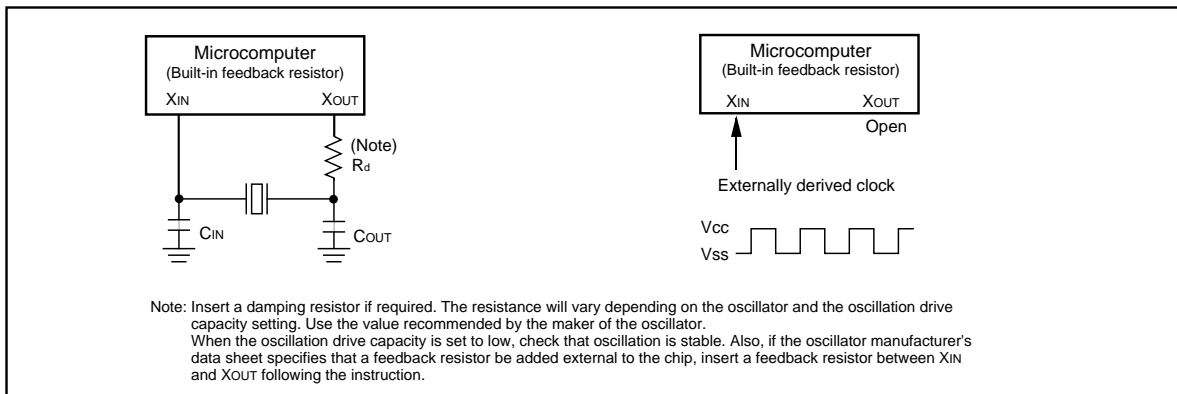 Microcomputer
(Built-in feedback resistor)
XIN XOUT
(Note)
Rd
CIN
COUT
Microcomputer
(Built-in feedback resistor)
XIN XOUT
Open
Externally derived clock
Vcc
Vss
Note: Insert a damping resistor if required. The resistance will vary depending on the oscillator and the oscillation drive
capacity setting. Use the value recommended by the maker of the oscillator.
When the oscillation drive capacity is set to low, check that oscillation is stable. Also, if the oscillator manufacturer's
data sheet specifies that a feedback resistor be added external to the chip, insert a feedback resistor between XIN
and XOUT following the instruction.